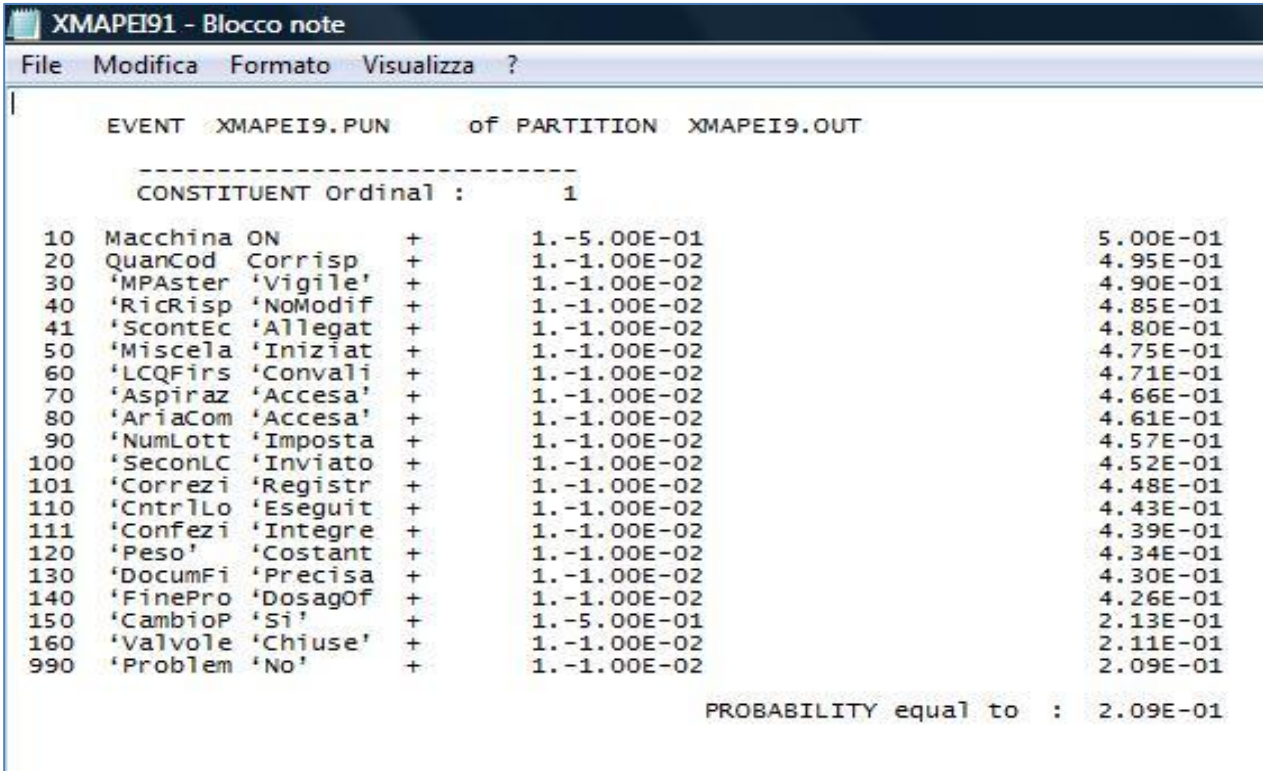 XMAPEI91 - Blocco note
File Modifica Formato Visualizza ?
EVENT XMAPEI9.PUN of PARTITION XMAPEI9.OUT
----------------------------
CONSTITUENT Ordinal : 1
10 Macchina ON + 1.-5.00E-01 5.00E-01
20 QuanCod Corrisp + 1.-1.00E-02 4.95E-01
30 ‘MPAster ‘Vigile’ + 1.-1.00E-02 4.90E-01
40 ‘RicRisp ‘NoModif + 1.-1.00E-02 4.85E-01
41 ‘ScontEc ‘Allegat + 1.-1.00E-02 4.80E-01
50 ‘Miscela ‘Iniziat + 1.-1.00E-02 4.75E-01
60 ‘LCQFirs ‘Convali + 1.-1.00E-02 4.71E-01
70 ‘Aspiraz ‘Accesa’ + 1.-1.00E-02 4.66E-01
80 ‘AriaCom ‘Accesa’ + 1.-1.00E-02 4.61E-01
90 ‘NumLott ‘Imposta + 1.-1.00E-02 4.57E-01
100 ‘SeconLC ‘Inviato + 1.-1.00E-02 4.52E-01
101 ‘Correzi ‘Registr + 1.-1.00E-02 4.48E-01
110 ‘CntrlLo ‘Eseguit + 1.-1.00E-02 4.43E-01
111 ‘Confezi ‘Integre + 1.-1.00E-02 4.39E-01
120 ‘Peso’ ‘Costant + 1.-1.00E-02 4.34E-01
130 ‘DocumFi ‘Precisa + 1.-1.00E-02 4.30E-01
140 ‘FinePro ‘DosagOf + 1.-1.00E-02 4.26E-01
150 ‘CambioP ‘Si’ + 1.-5.00E-01 2.13E-01
160 ‘Valvole ‘Chiuse’ + 1.-1.00E-02 2.11E-01
990 ‘Problem ‘No’ + 1.-1.00E-02 2.09E-01
PROBABILITY equal to : 2.09E-01